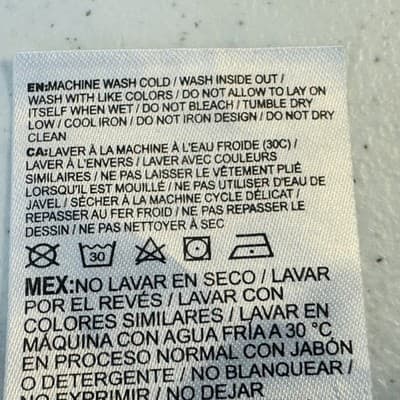 EN:MACHINE WASH COLD / WASH INSIDE OUT /
WASH WITH LIKE COLORS / DO NOT ALLOW TO LAY ON
ITSELF WHEN WET / DO NOT BLEACH / TUMBLE DRY
LOW / COOL IRON / DO NOT IRON DESIGN / DO NOT DRY
CLEAN
CA:LAVER À LA MACHINE À L'EAU FROIDE (30C) /
LAVER À L'ENVERS / LAVER AVEC COULEURS
SIMILAIRES / NE PAS LAISSER LE VÊTEMENT PLIÉ
LORSQU'IL EST MOUILLÉ / NE PAS UTILISER D'EAU DE
JAVEL / SÉCHER À LA MACHINE CYCLE DÉLICAT /
REPASSER AU FER FROID / NE PAS REPASSER LE
DESSIN / NE PAS NETTOYER À SEC
30
MEX:NO LAVAR EN SECO / LAVAR
POR EL REVÉS / LAVAR CON
COLORES SIMILARES / LAVAR EN
MÁQUINA CON AGUA FRÍA A 30 °C
EN PROCESO NORMAL CON JABÓN
O DETERGENTE / NO BLANQUEAR /
NO EXPRIMIR / NO DEJAR